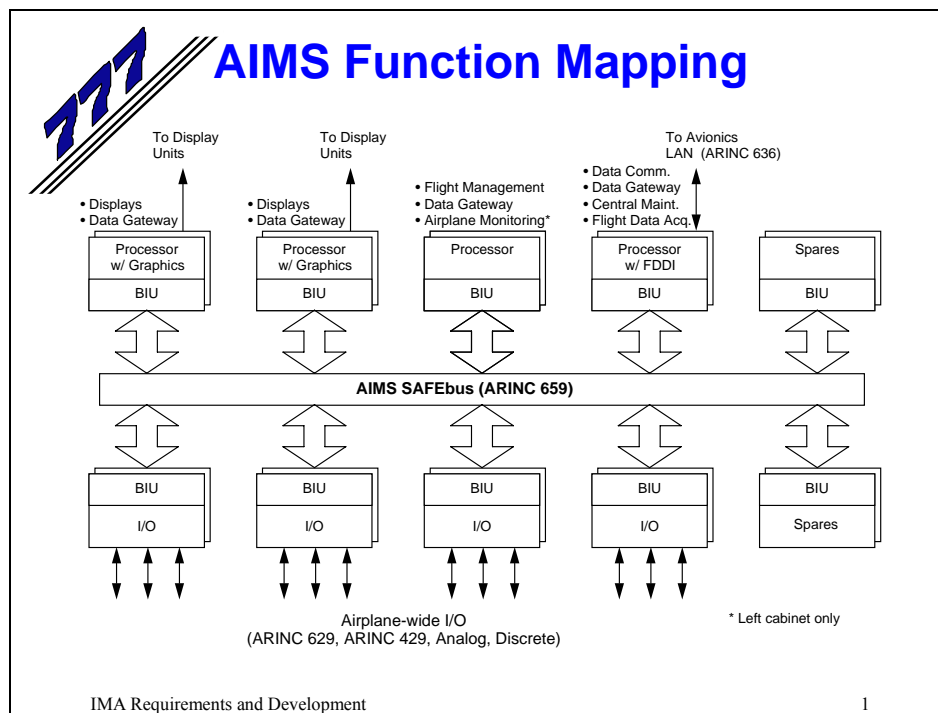 777
AIMS Function Mapping
To Display
Units
To Display
Units
To Avionics
LAN (ARINC 636)
• Displays
• Data Gateway
• Displays
• Data Gateway
• Flight Management
• Data Gateway
• Airplane Monitoring*
• Data Comm.
• Data Gateway
• Central Maint.
• Flight Data Acq.
Processor
w/ Graphics
BIU
Processor
w/ Graphics
BIU
Processor
BIU
Processor
w/ FDDI
BIU
Spares
BIU
AIMS SAFEbus (ARINC 659)
BIU
I/O
BIU
I/O
BIU
I/O
BIU
I/O
BIU
Spares
Airplane-wide I/O
(ARINC 629, ARINC 429, Analog, Discrete)
* Left cabinet only
IMA Requirements and Development
1